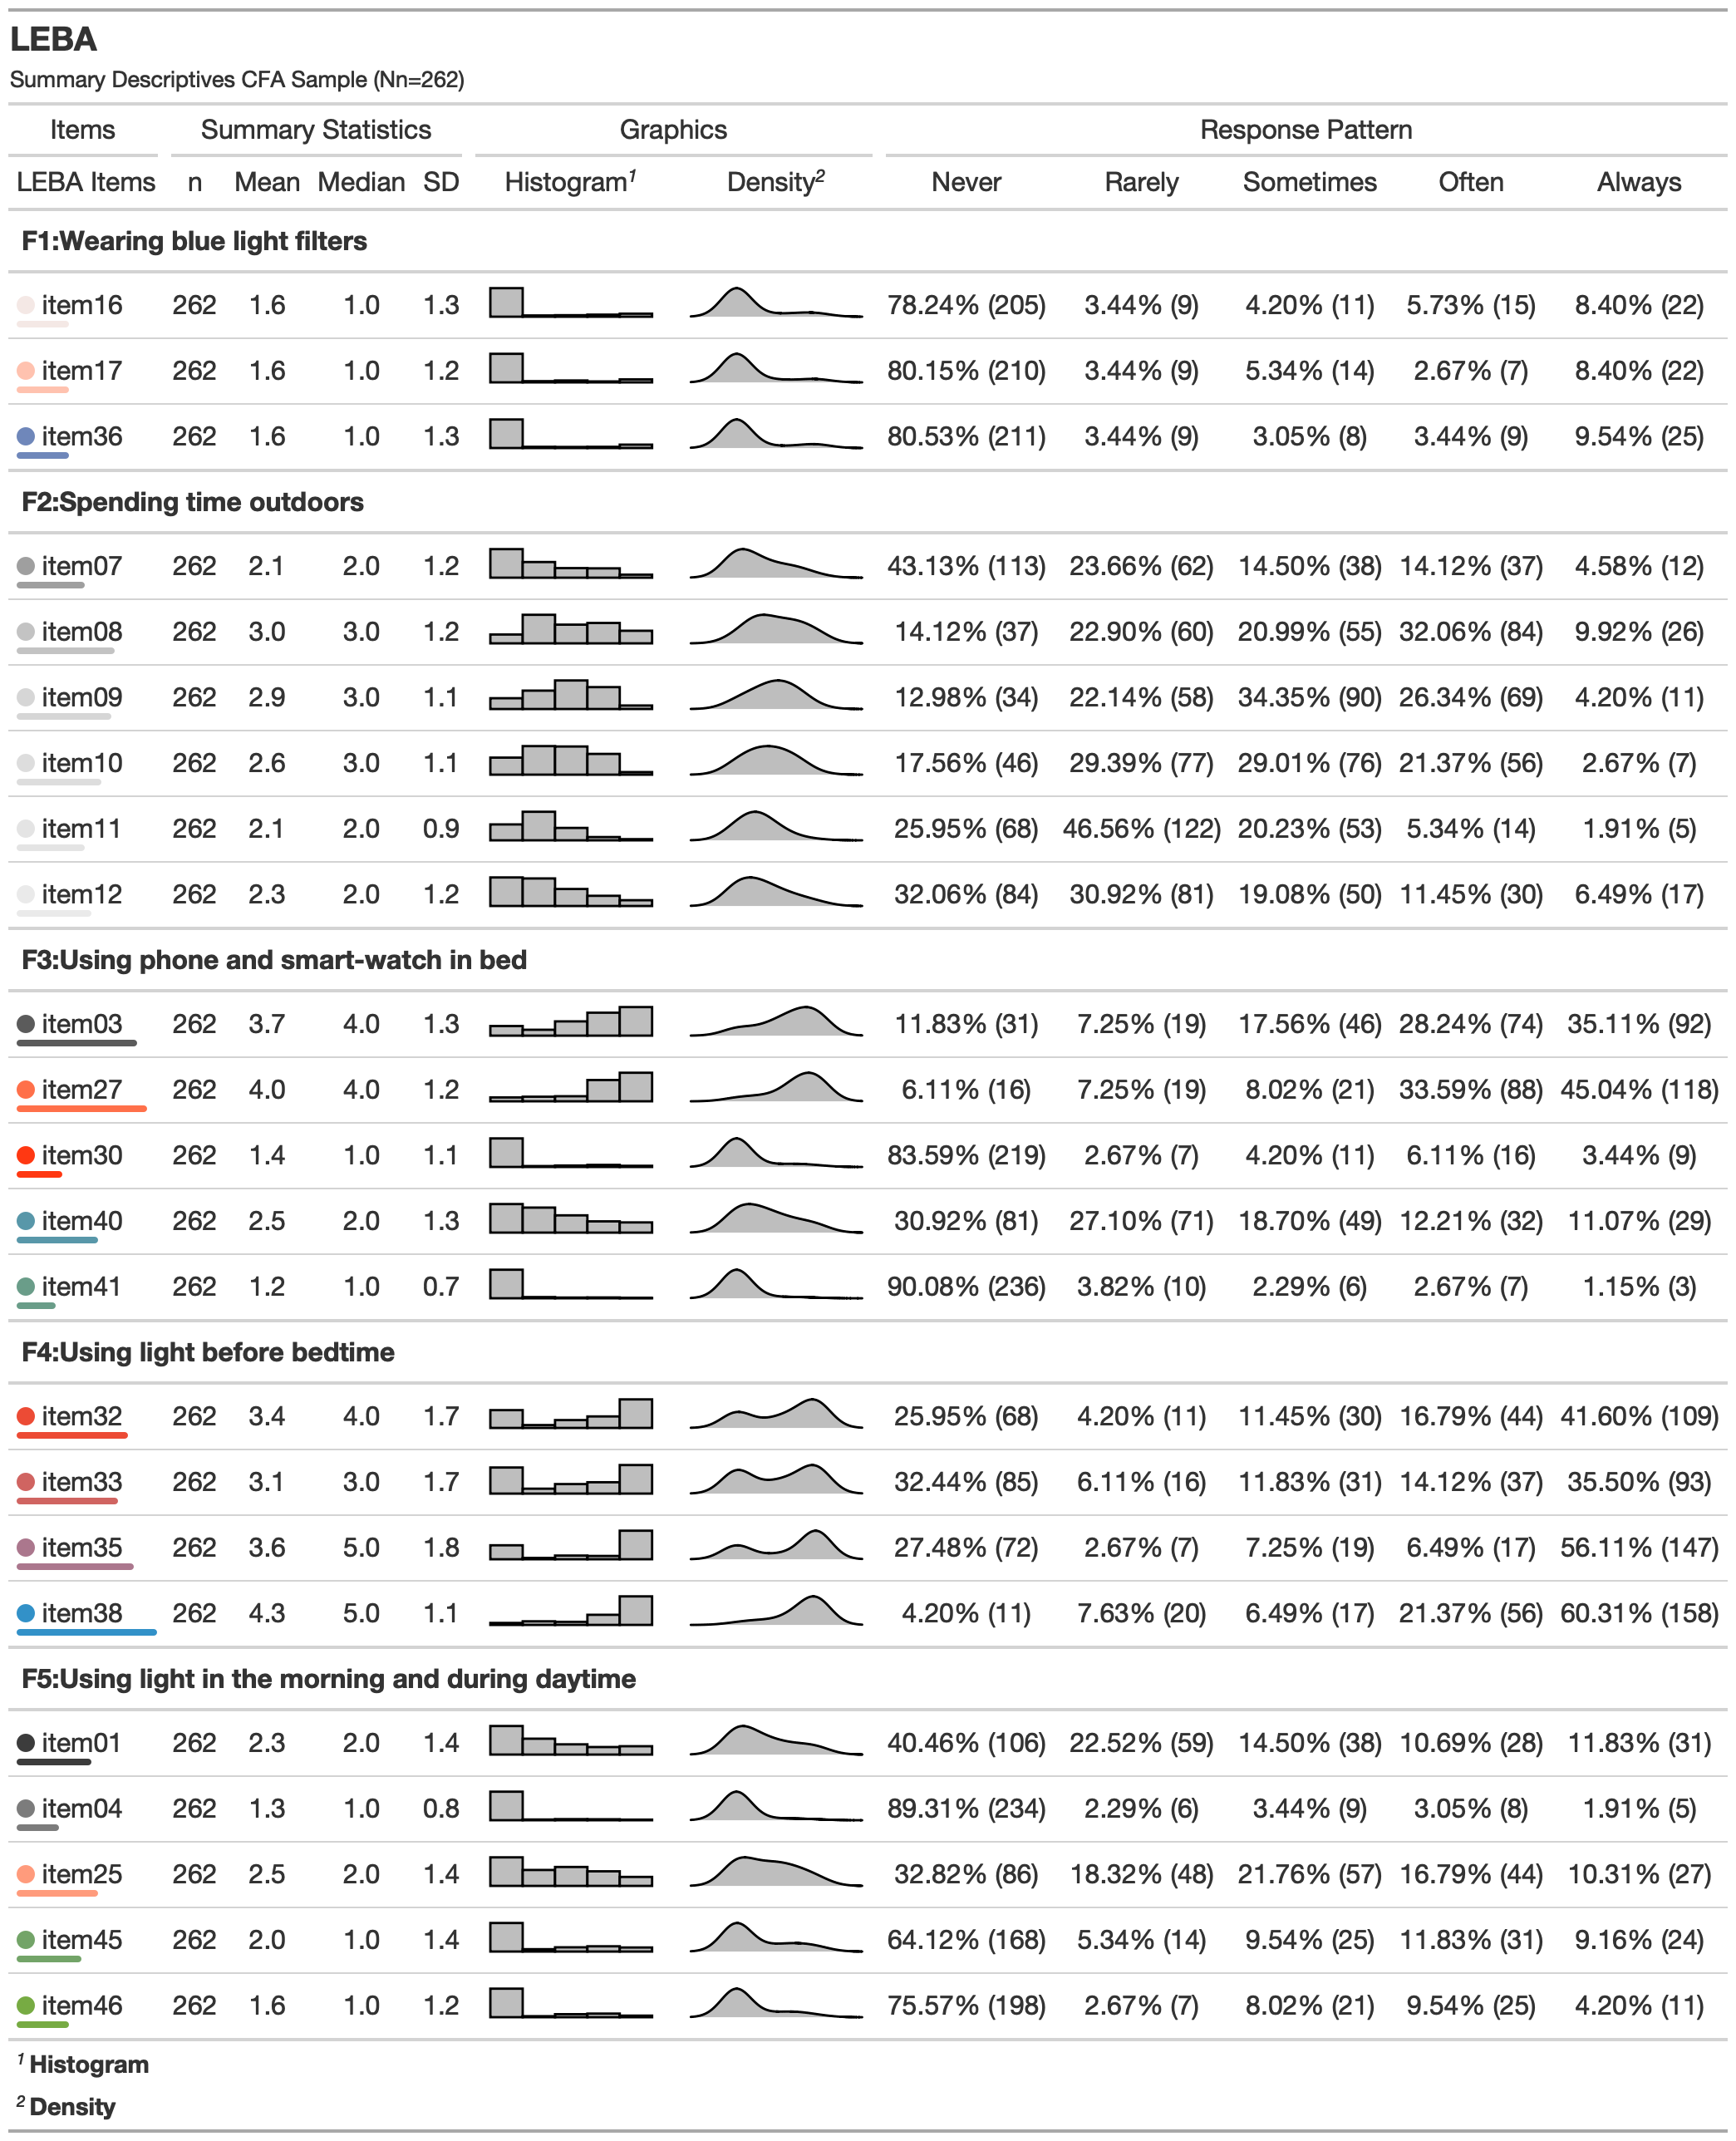 LEBA
Summary Descriptives CFA Sample (Nn=262)
Items Summary Statistics Graphics Response Pattern
LEBA Items n Mean Median SD Histogram1 Density2 Never Rarely Sometimes Often Always
F1:Wearing blue light filters
item16 262 1.6 1.0 1.3 78.24% (205) 3.44% (9) 4.20% (11) 5.73% (15) 8.40% (22)
item17 262 1.6 1.0 1.2 80.15% (210) 3.44% (9) 5.34% (14) 2.67% (7) 8.40% (22)
item36 262 1.6 1.0 1.3 80.53% (211) 3.44% (9) 3.05% (8) 3.44% (9) 9.54% (25)
F2:Spending time outdoors
item07 262 2.1 2.0 1.2 43.13% (113) 23.66% (62) 14.50% (38) 14.12% (37) 4.58% (12)
item08 262 3.0 3.0 1.2 14.12% (37) 22.90% (60) 20.99% (55) 32.06% (84) 9.92% (26)
item09 262 2.9 3.0 1.1 12.98% (34) 22.14% (58) 34.35% (90) 26.34% (69) 4.20% (11)
item10 262 2.6 3.0 1.1 17.56% (46) 29.39% (77) 29.01% (76) 21.37% (56) 2.67% (7)
item11 262 2.1 2.0 0.9 25.95% (68) 46.56% (122) 20.23% (53) 5.34% (14) 1.91% (5)
item12 262 2.3 2.0 1.2 32.06% (84) 30.92% (81) 19.08% (50) 11.45% (30) 6.49% (17)
F3:Using phone and smart-watch in bed
item03 262 3.7 4.0 1.3 11.83% (31) 7.25% (19) 17.56% (46) 28.24% (74) 35.11% (92)
item27 262 4.0 4.0 1.2 6.11% (16) 7.25% (19) 8.02% (21) 33.59% (88) 45.04% (118)
item30 262 1.4 1.0 1.1 83.59% (219) 2.67% (7) 4.20% (11) 6.11% (16) 3.44% (9)
item40 262 2.5 2.0 1.3 30.92% (81) 27.10% (71) 18.70% (49) 12.21% (32) 11.07% (29)
item41 262 1.2 1.0 0.7 90.08% (236) 3.82% (10) 2.29% (6) 2.67% (7) 1.15% (3)
F4:Using light before bedtime
item32 262 3.4 4.0 1.7 25.95% (68) 4.20% (11) 11.45% (30) 16.79% (44) 41.60% (109)
item33 262 3.1 3.0 1.7 32.44% (85) 6.11% (16) 11.83% (31) 14.12% (37) 35.50% (93)
item35 262 3.6 5.0 1.8 27.48% (72) 2.67% (7) 7.25% (19) 6.49% (17) 56.11% (147)
item38 262 4.3 5.0 1.1 4.20% (11) 7.63% (20) 6.49% (17) 21.37% (56) 60.31% (158)
F5:Using light in the morning and during daytime
item01 262 2.3 2.0 1.4 40.46% (106) 22.52% (59) 14.50% (38) 10.69% (28) 11.83% (31)
item04 262 1.3 1.0 0.8 89.31% (234) 2.29% (6) 3.44% (9) 3.05% (8) 1.91% (5)
item25 262 2.5 2.0 1.4 32.82% (86) 18.32% (48) 21.76% (57) 16.79% (44) 10.31% (27)
item45 262 2.0 1.0 1.4 64.12% (168) 5.34% (14) 9.54% (25) 11.83% (31) 9.16% (24)
item46 262 1.6 1.0 1.2 75.57% (198) 2.67% (7) 8.02% (21) 9.54% (25) 4.20% (11)
1 Histogram
2 Density